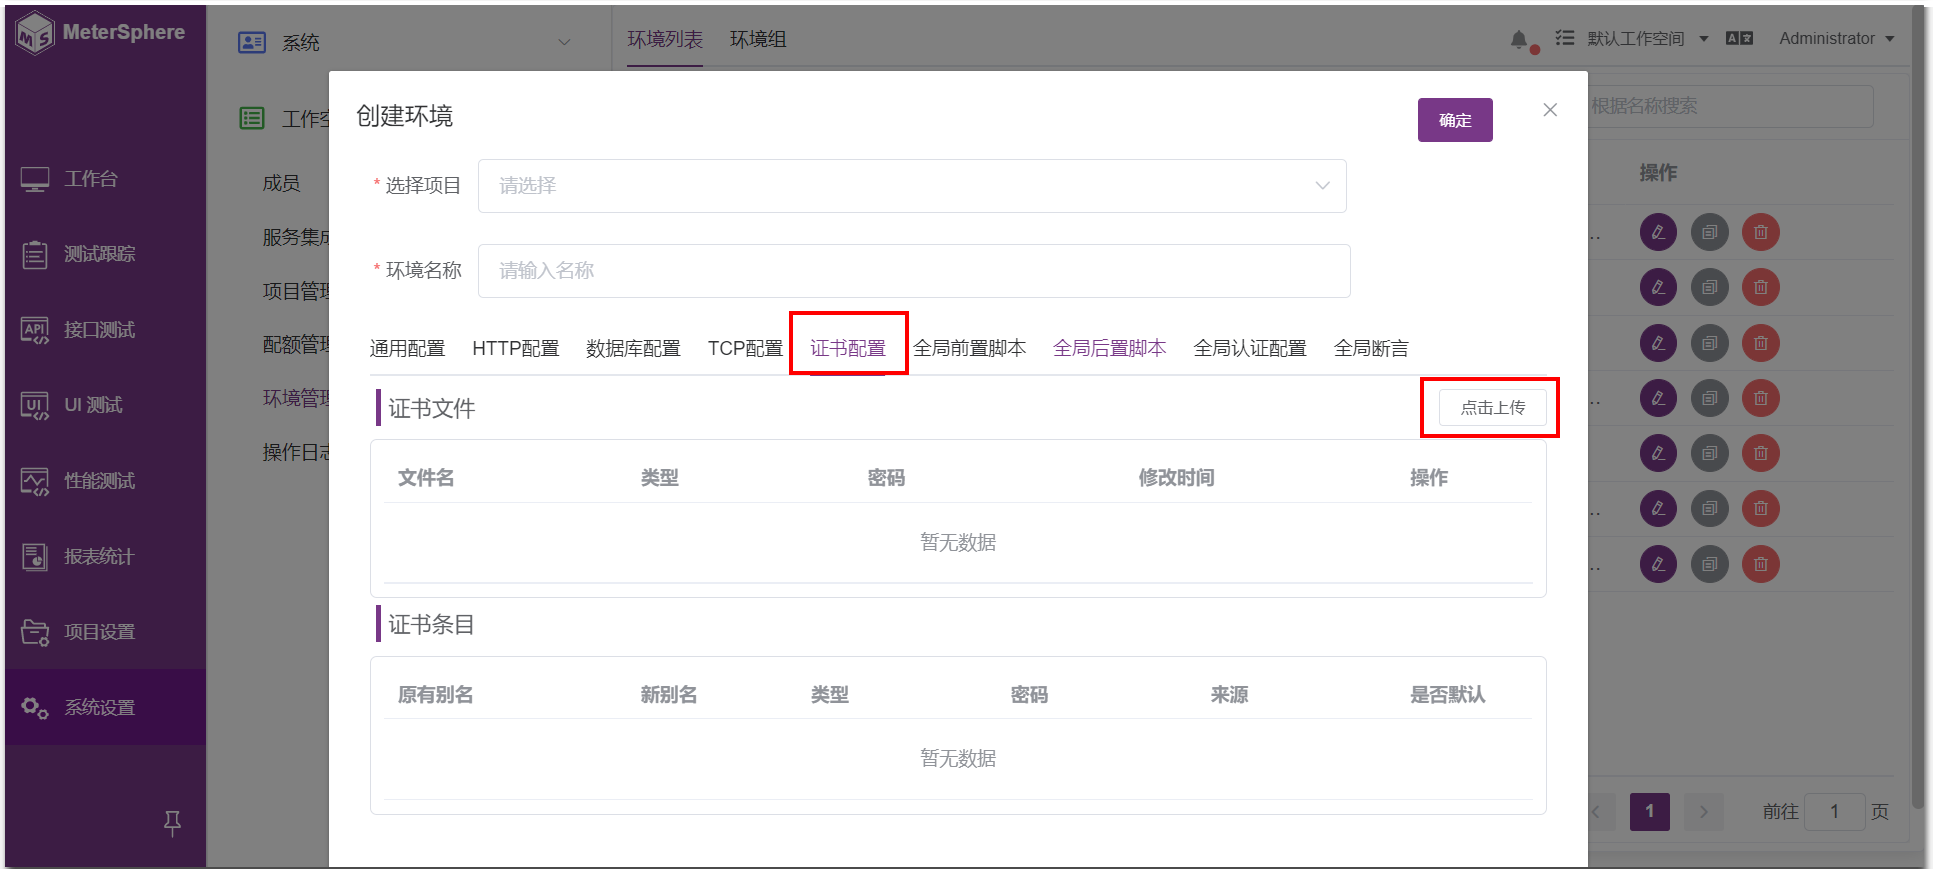 MeterSphere
系统
环境列表 环境组
默认工作空间
Administrator
工作空
根据名称搜索
工作台
测试跟踪
接口测试
UI 测试
性能测试
报表统计
项目设置
系统设置
成员
服务集成
项目管理
配额管理
环境管理
操作日志
创建环境
确定
* 选择项目 请选择
* 环境名称 请输入名称
通用配置 HTTP配置 数据库配置 TCP配置 证书配置 全局前置脚本 全局后置脚本 全局认证配置 全局断言
证书文件
点击上传
文件名 类型 密码 修改时间 操作
暂无数据
证书条目
原有别名 新别名 类型 密码 来源 是否默认
暂无数据
操作
..
..
..
..
1
前往 1 页